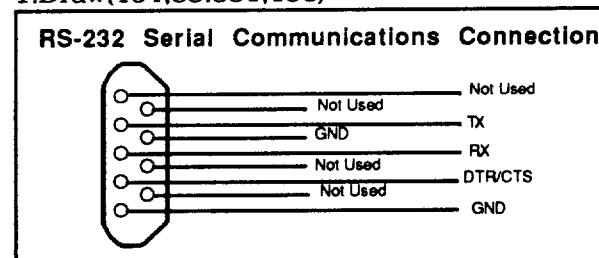 RS-232 Serial Communications Connection
Not Used
Not Used
TX
GND
RX
Not Used
DTR/CTS
Not Used
GND